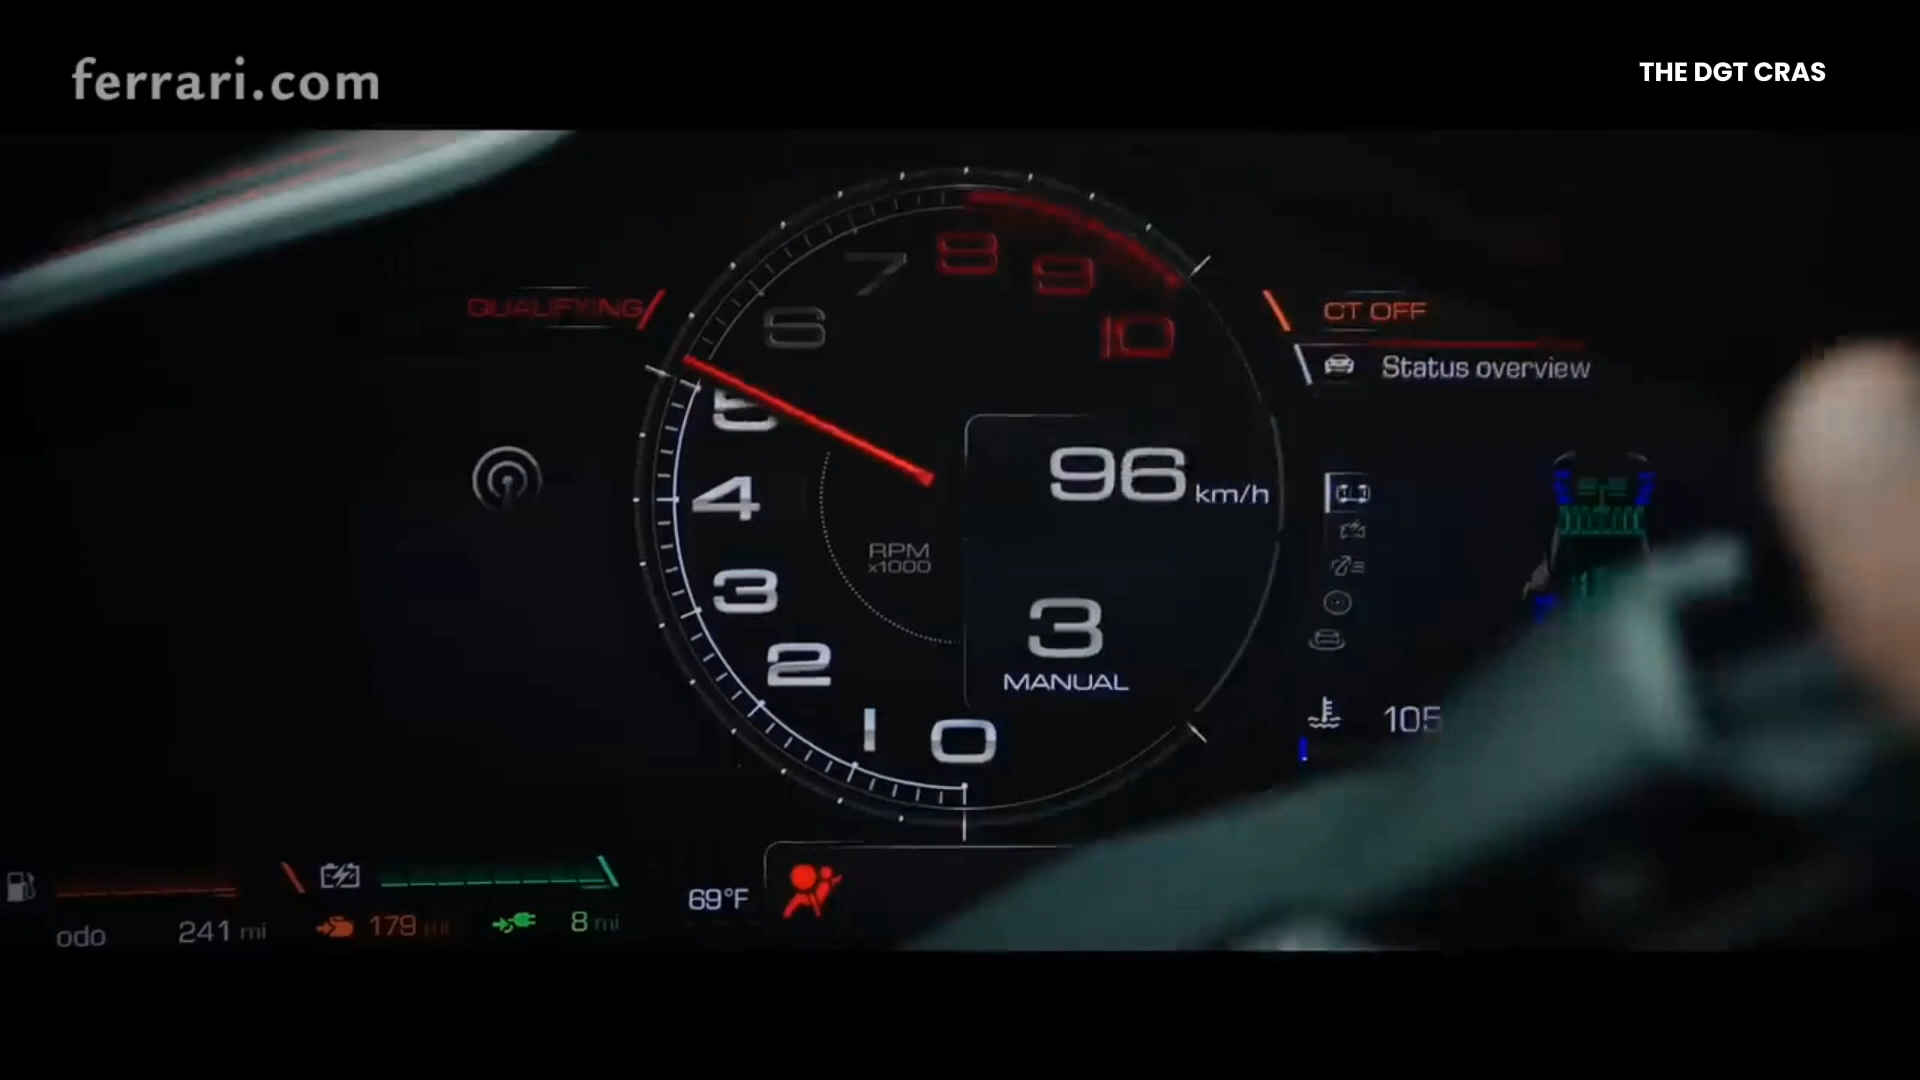 ferrari.com
THE DGT CRAS
QUALIFYING
CT OFF
Status overview
7
8
9
6
10
5
4
3
2
1
0
RPM
x1000
96 km/h
3
MANUAL
105
69°F
odo 241 mi
179 mi
8 mi